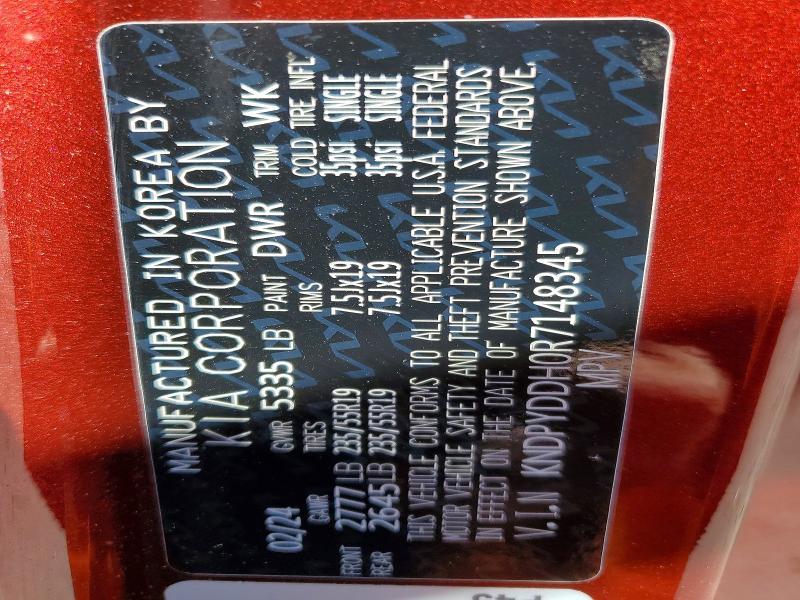 MANUFACTURED IN KOREA BY
KIA CORPORATION
02/24 GVWR 5335 LB PAINT DWR TRIM WK
GAWR TIRES RIMS COLD TIRE INFL'
FRONT 2777 LB 235/55R19 7.5Jx19 35psi SINGLE
REAR 2645 LB 235/55R19 7.5Jx19 35psi SINGLE
THIS VEHICLE CONFORMS TO ALL APPLICABLE U.S.A. FEDERAL
MOTOR VEHICLE SAFETY AND THEFT PREVENTION STANDARDS
IN EFFECT ON THE DATE OF MANUFACTURE SHOWN ABOVE.
V.I.N KNDPYDDH0R7148345
MPV